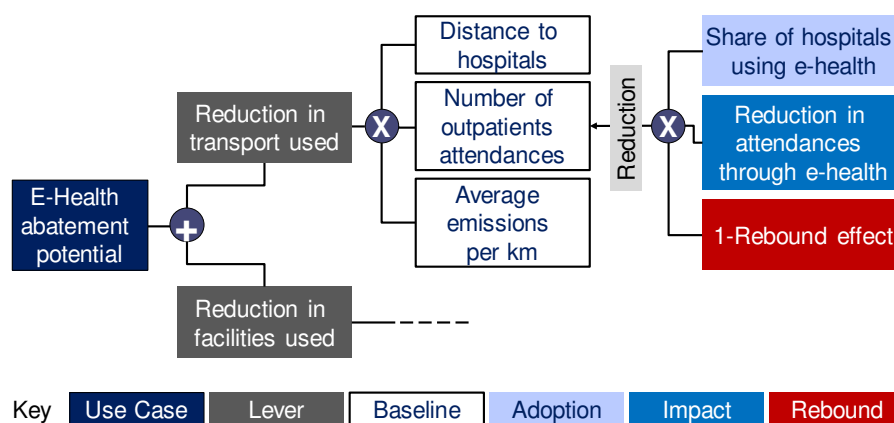 Distance to
hospitals
Share of hospitals
using e-health
Reduction in
transport used
X
Number of
outpatients
attendances
Reduction
X
Reduction in
attendances
through e-health
E-Health
abatement
potential
+
Average
emissions
per km
1-Rebound effect
Reduction in
facilities used
Key
Use Case
Lever
Baseline
Adoption
Impact
Rebound